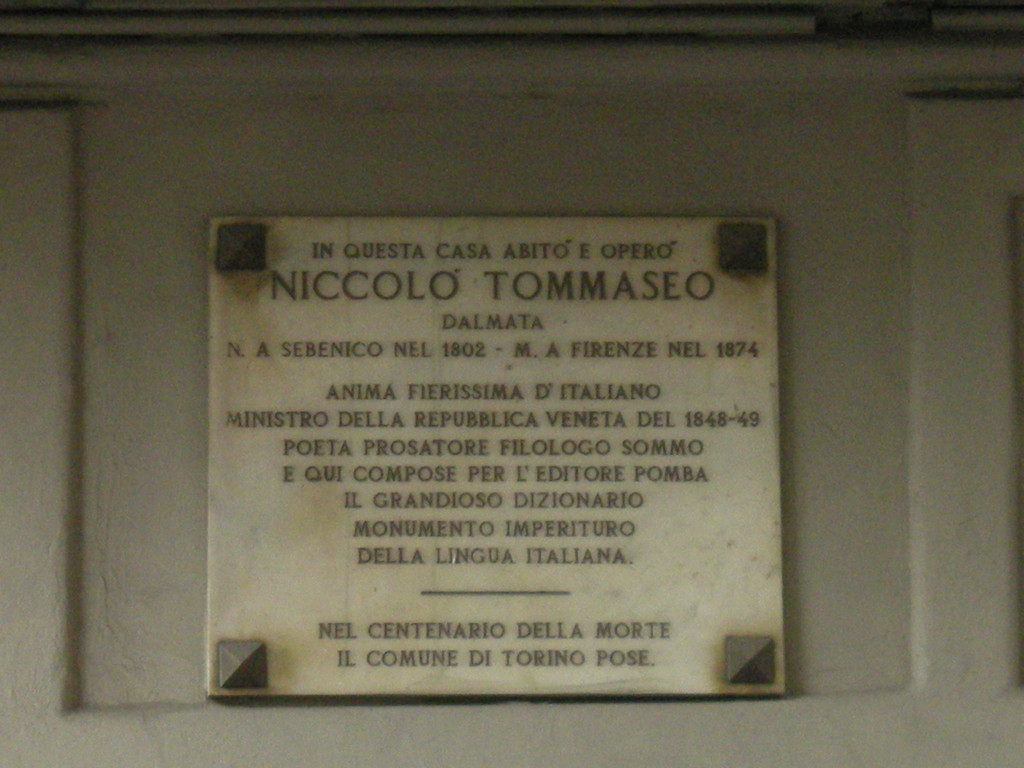 IN QUESTA CASA ABITÒ E OPERÒ
NICCOLÒ TOMMASEO
DALMATA
N. A SEBENICO NEL 1802 - M. A FIRENZE NEL 1874
ANIMA FIERISSIMA D'ITALIANO
MINISTRO DELLA REPUBBLICA VENETA DEL 1848-49
POETA PROSATORE FILOLOGO SOMMO
E QUI COMPOSE PER L'EDITORE POMBA
IL GRANDIOSO DIZIONARIO
MONUMENTO IMPERITURO
DELLA LINGUA ITALIANA.
NEL CENTENARIO DELLA MORTE
IL COMUNE DI TORINO POSE.